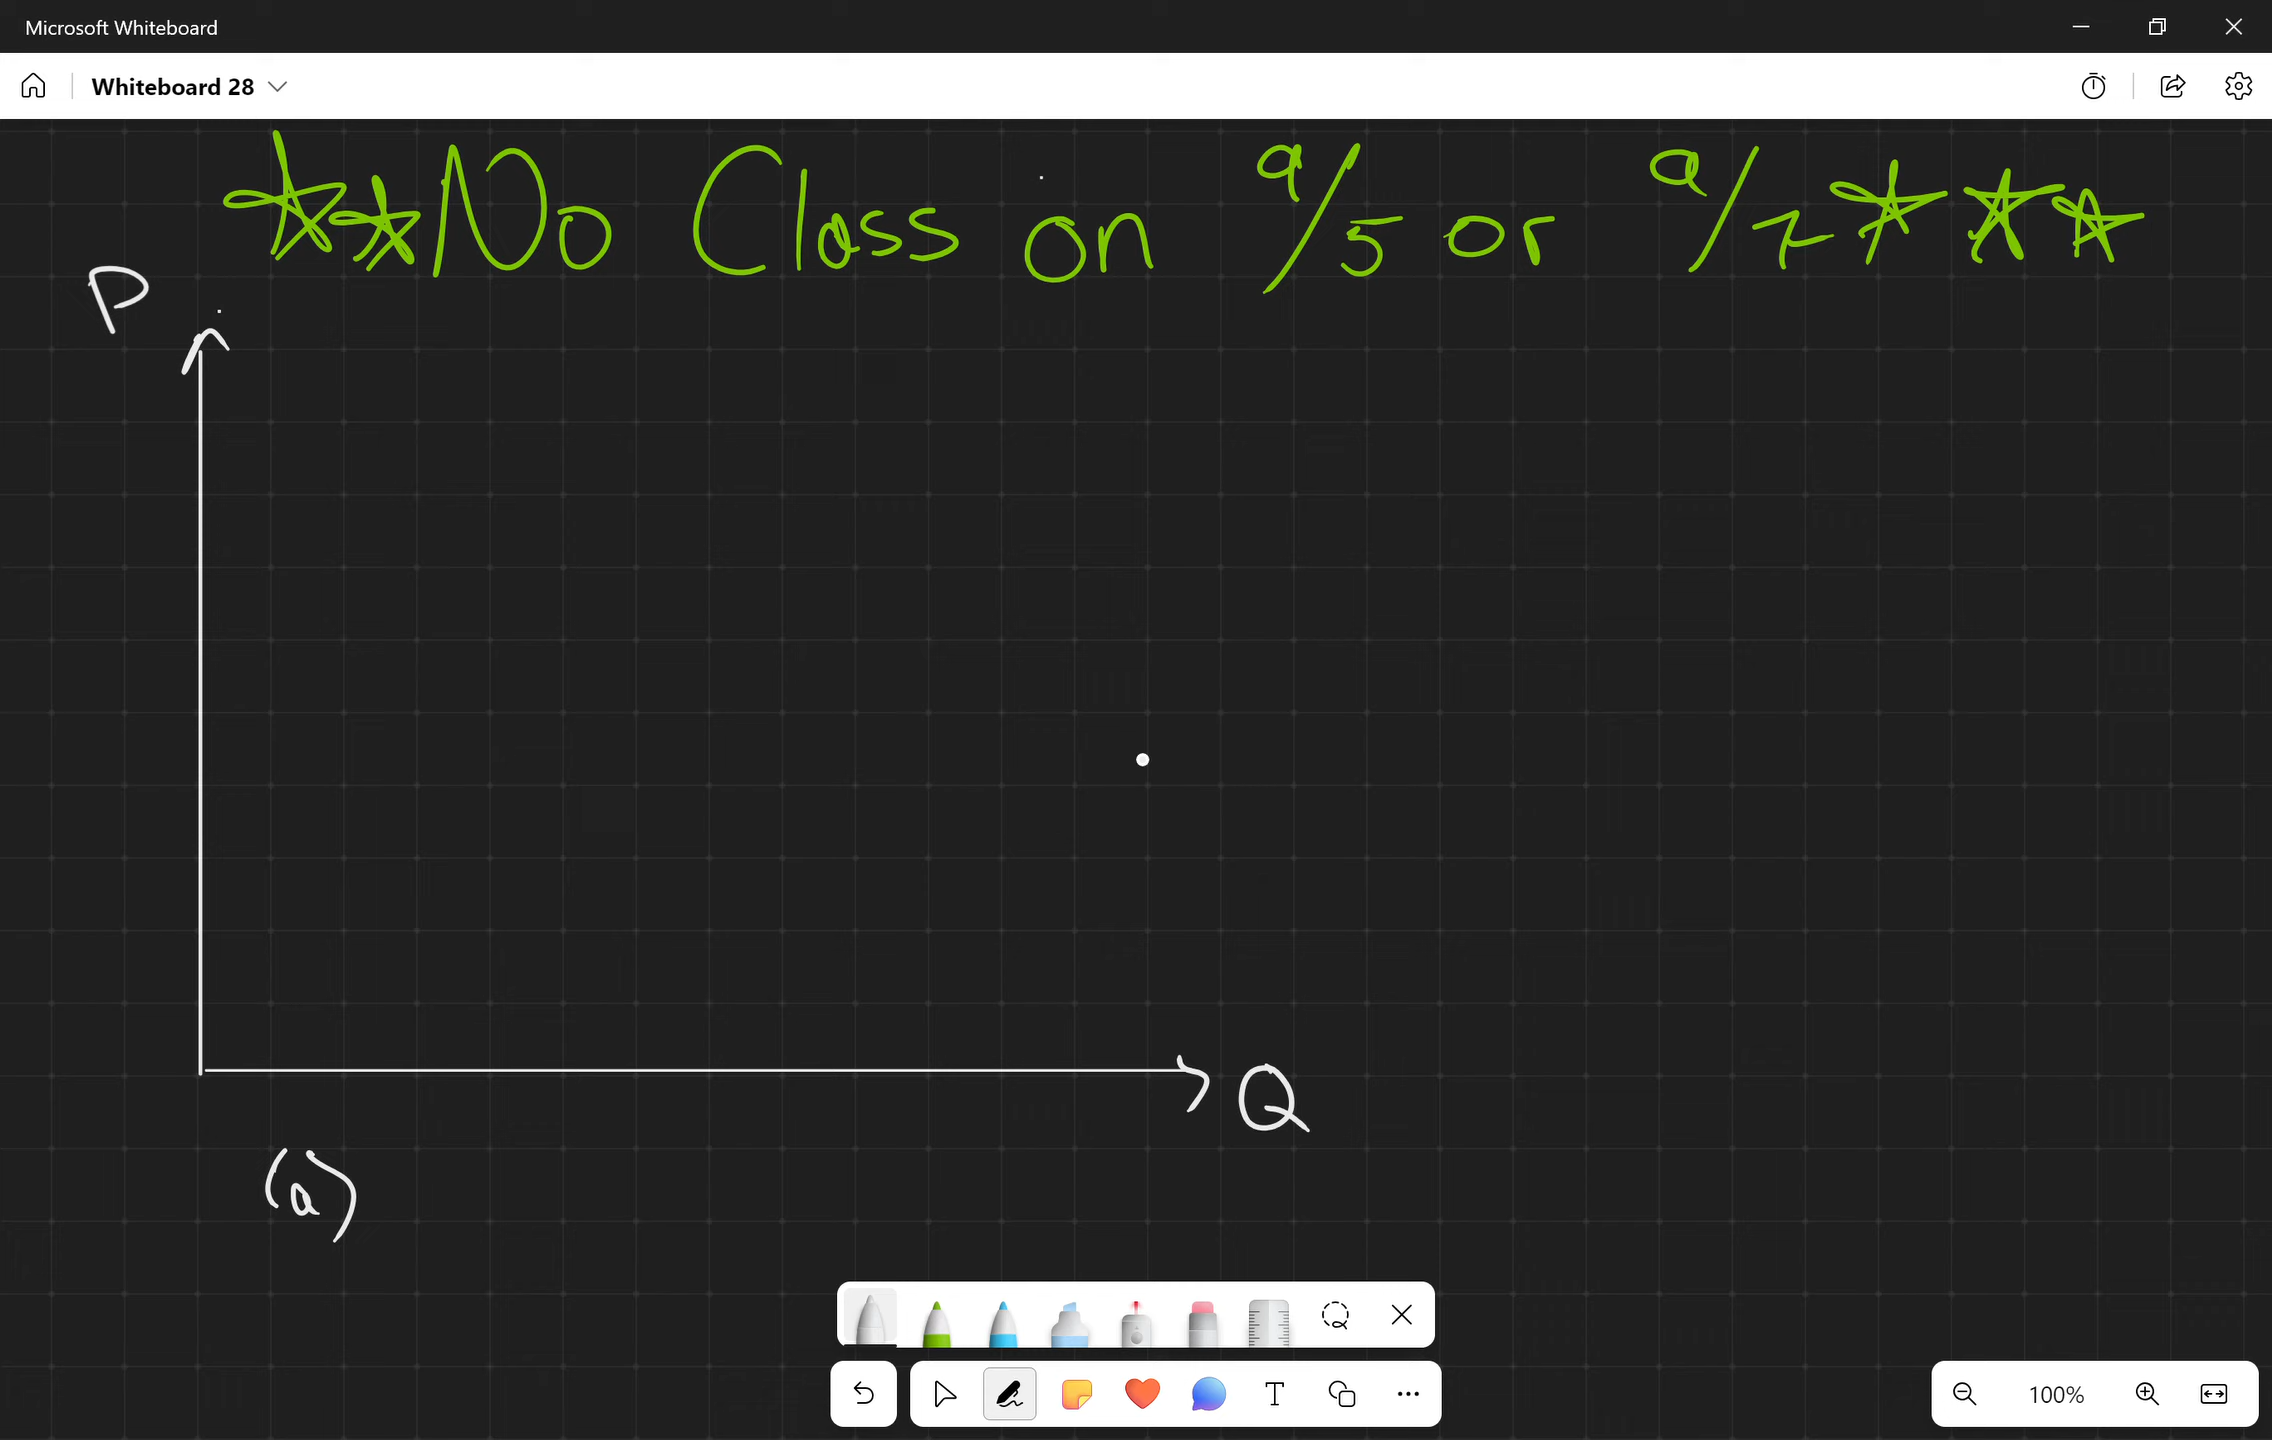 Microsoft Whiteboard
Whiteboard 28
**No Class on 9/5 or 9/7***
P
Q
(a)
100%